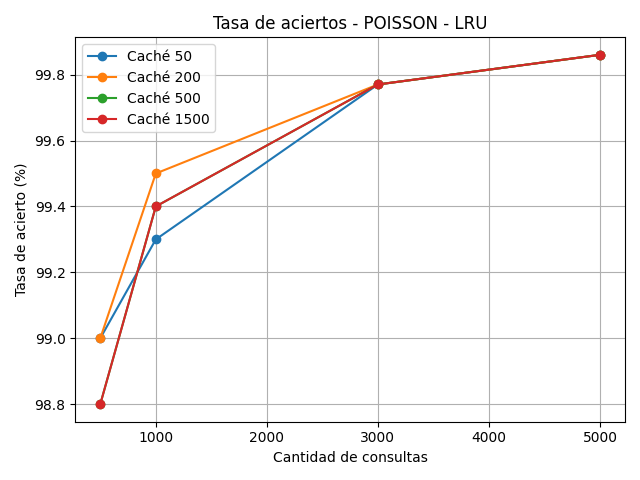 Tasa de aciertos - POISSON - LRU
Caché 50
Caché 200
Caché 500
Caché 1500
Tasa de acierto (%)
99.8
99.6
99.4
99.2
99.0
98.8
1000
2000
3000
4000
5000
Cantidad de consultas